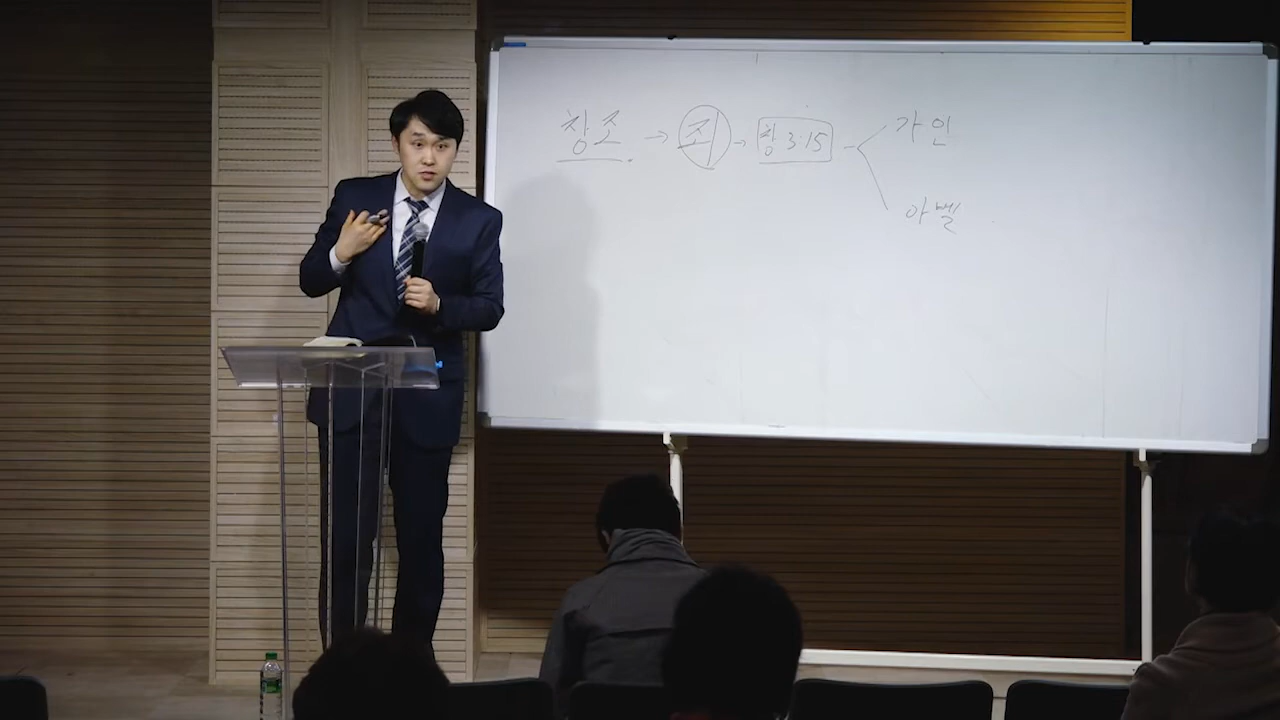 창조 → 죄 → 창 3:15 가인
아벨